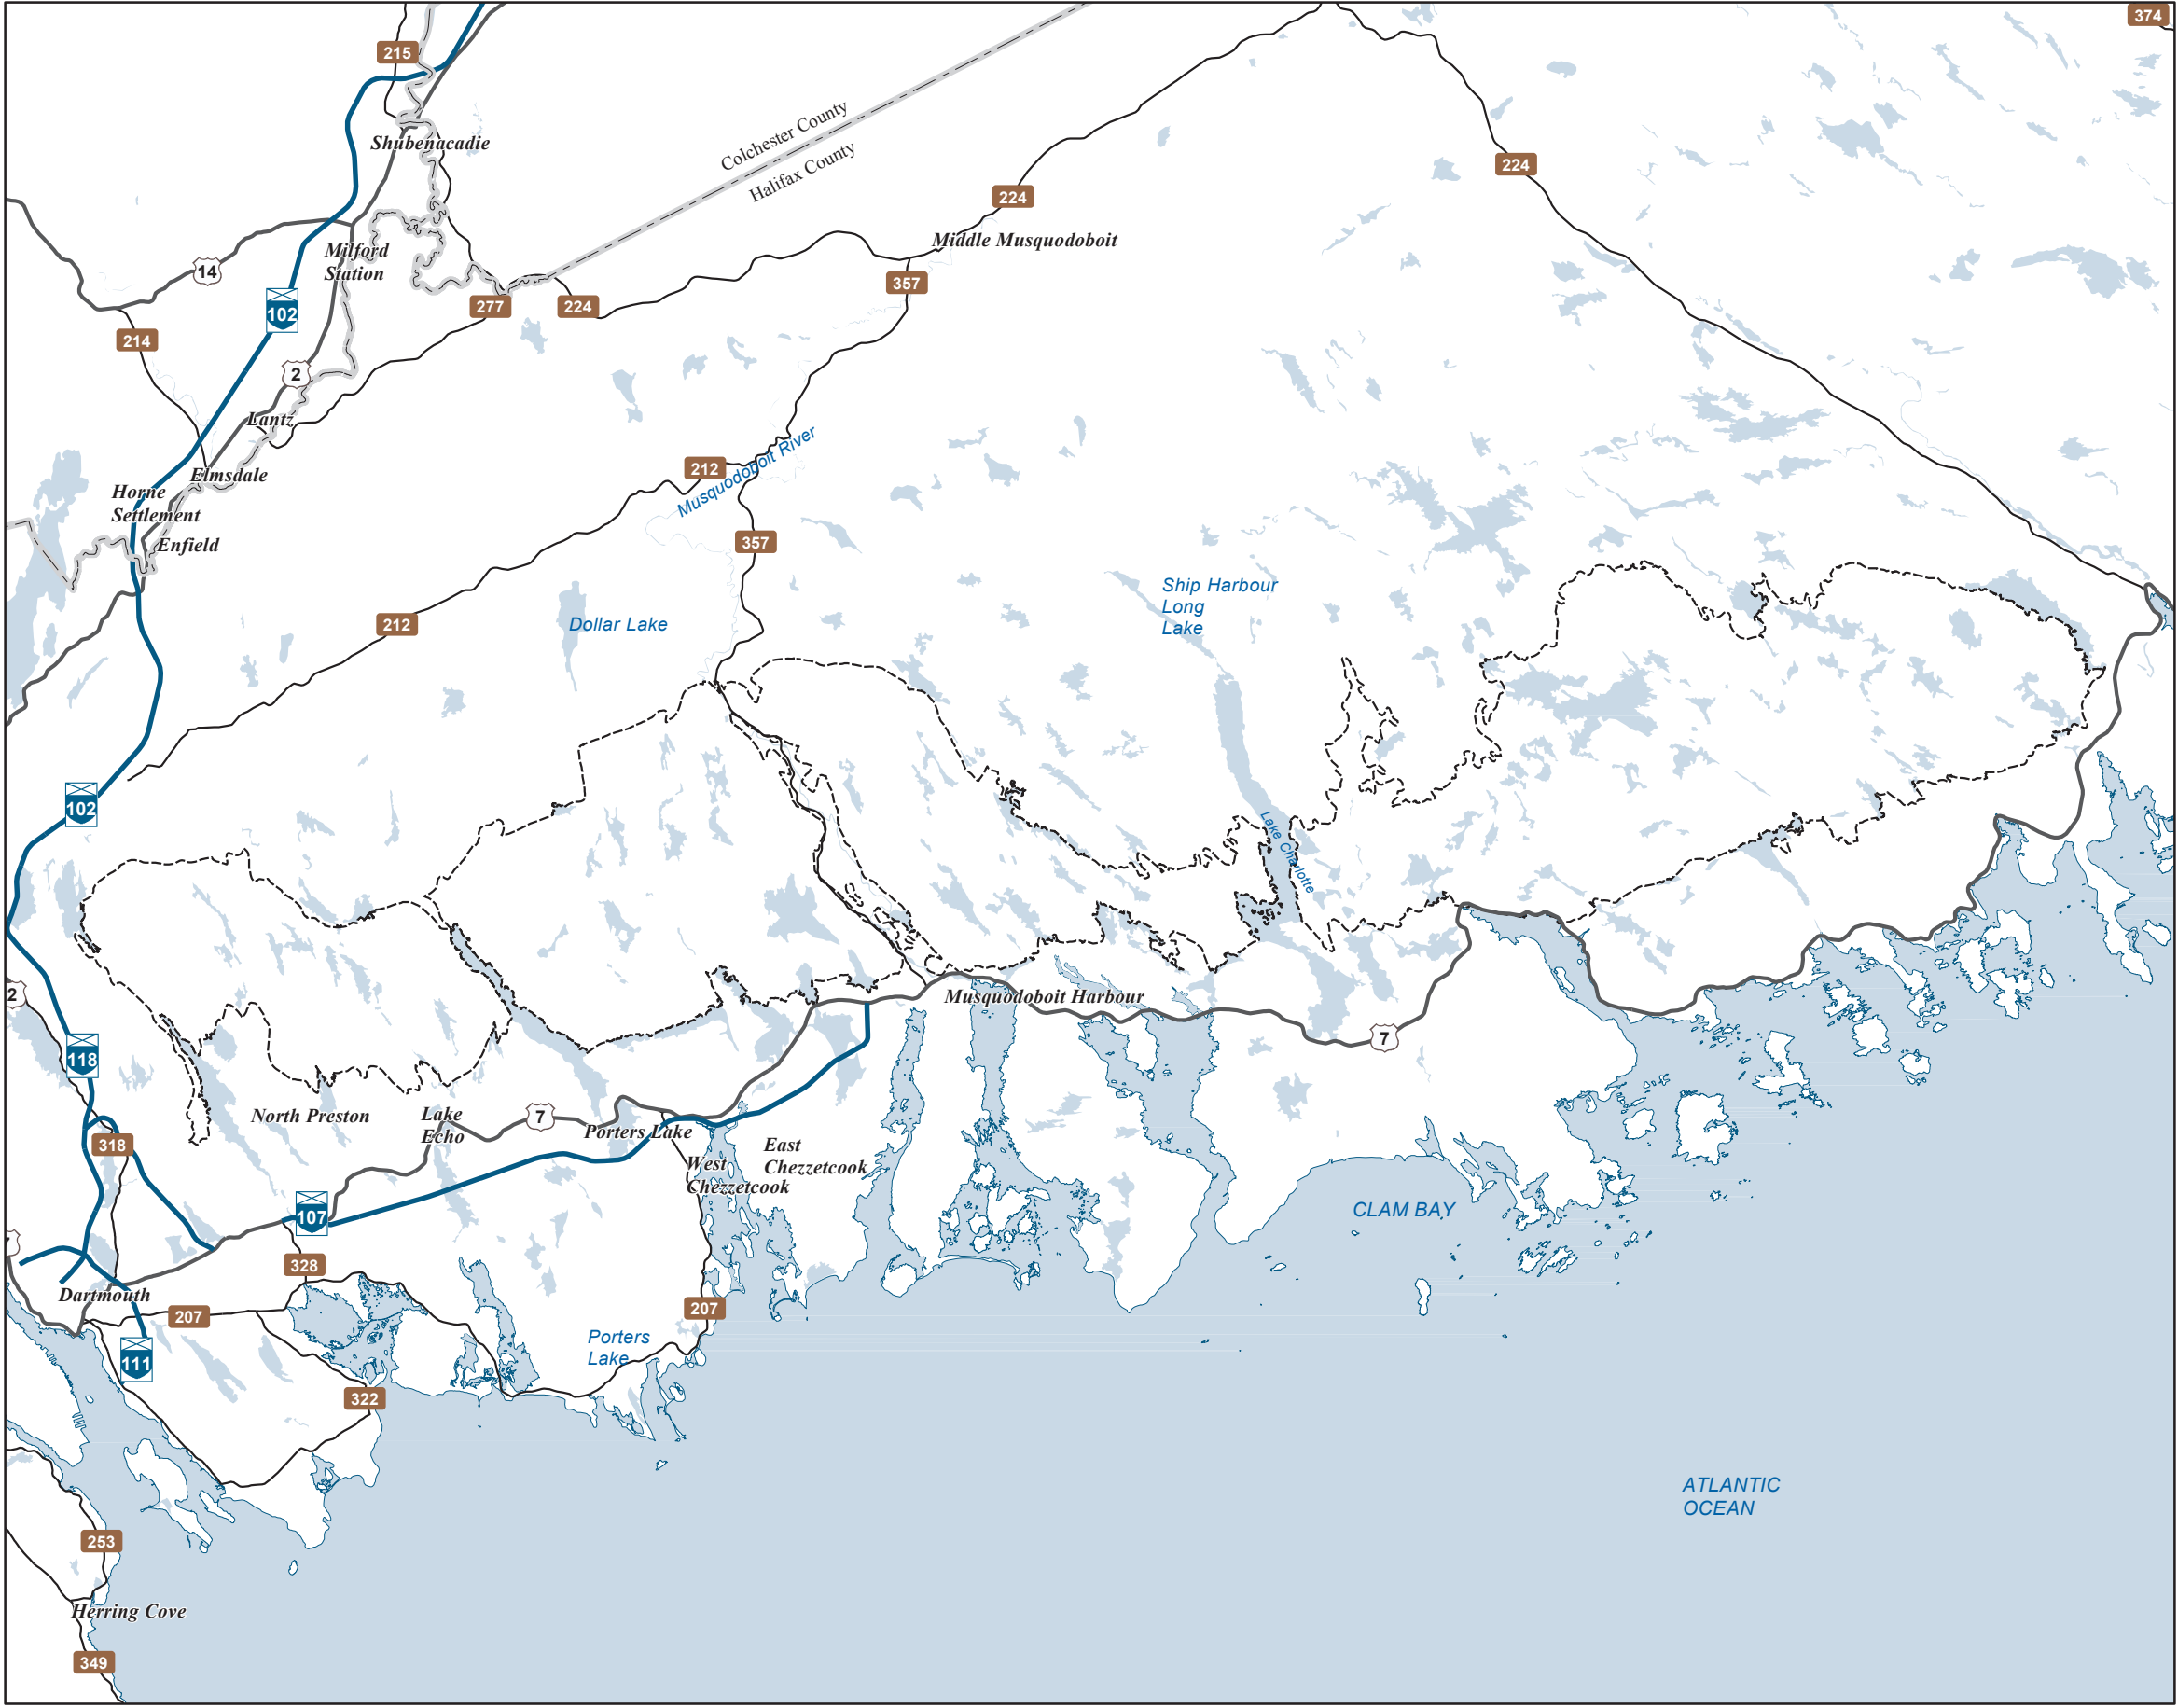 374
215
Shubenacadie
Colchester County
Halifax County
224
224
Middle Musquodoboit
Milford
Station
14
357
277
224
102
214
2
Lantz
Musquodoboit River
212
Elmsdale
Horne
Settlement
Enfield
357
Ship Harbour
Long
Lake
212
Dollar Lake
102
Lake Charlotte
2
Musquodoboit Harbour
7
118
North Preston
Lake
Echo
7
Porters Lake
318
East
Chezzetcook
West
Chezzetcook
CLAM BAY
107
7
328
Dartmouth
207
207
Porters
Lake
111
322
ATLANTIC
OCEAN
253
Herring Cove
349